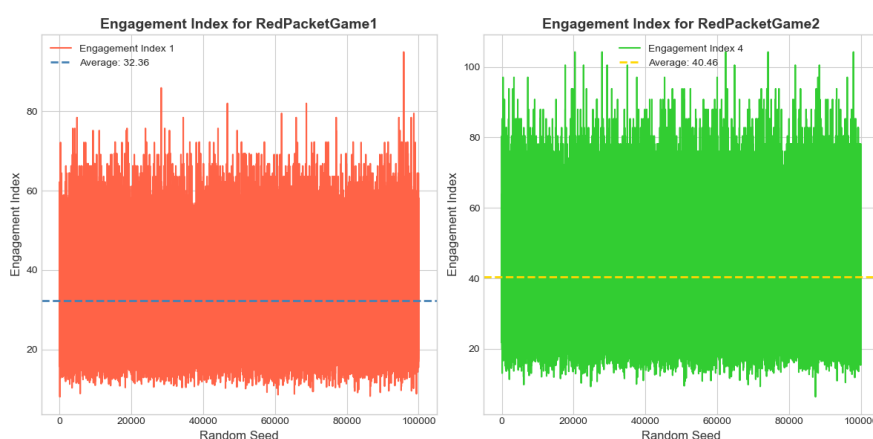 Engagement Index for RedPacketGame1
Engagement Index 1
Average: 32.36
80
60
40
20
Engagement Index
0
20000
40000
60000
80000
100000
Random Seed
Engagement Index for RedPacketGame2
Engagement Index 4
Average: 40.46
100
80
60
40
20
Engagement Index
0
20000
40000
60000
80000
100000
Random Seed